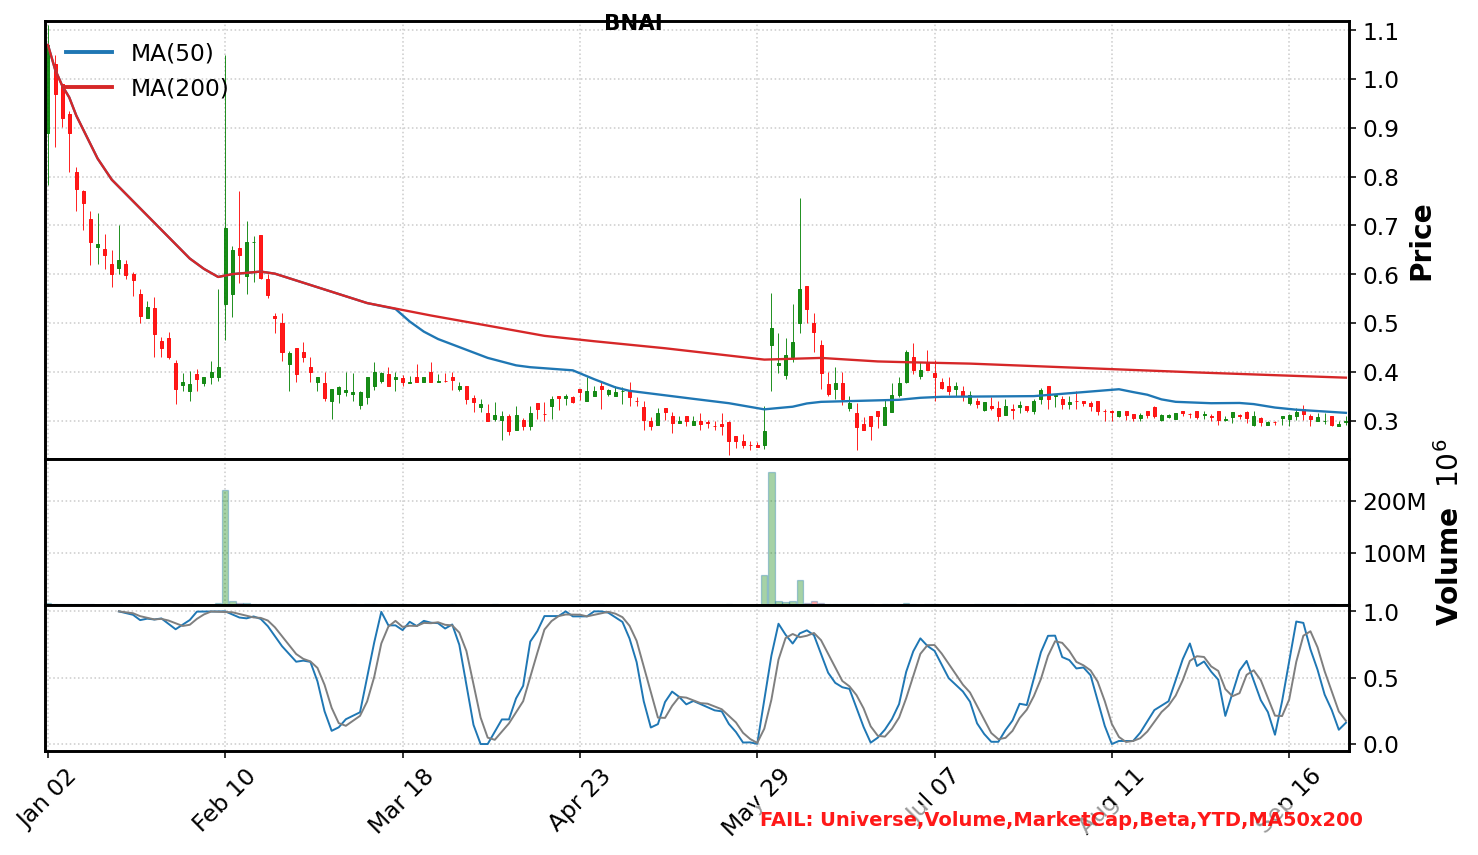 BNAI
MA(50)
MA(200)
1.1
1.0
0.9
0.8
0.7
0.6
0.5
0.4
0.3
Price
200M
100M
Volume 10^6
1.0
0.5
0.0
Jan 02
Feb 10
Mar 18
Apr 23
May 29
Jul 07
Aug 11
Sep 16
FAIL: Universe,Volume,MarketCap,Beta,YTD,MA50x200